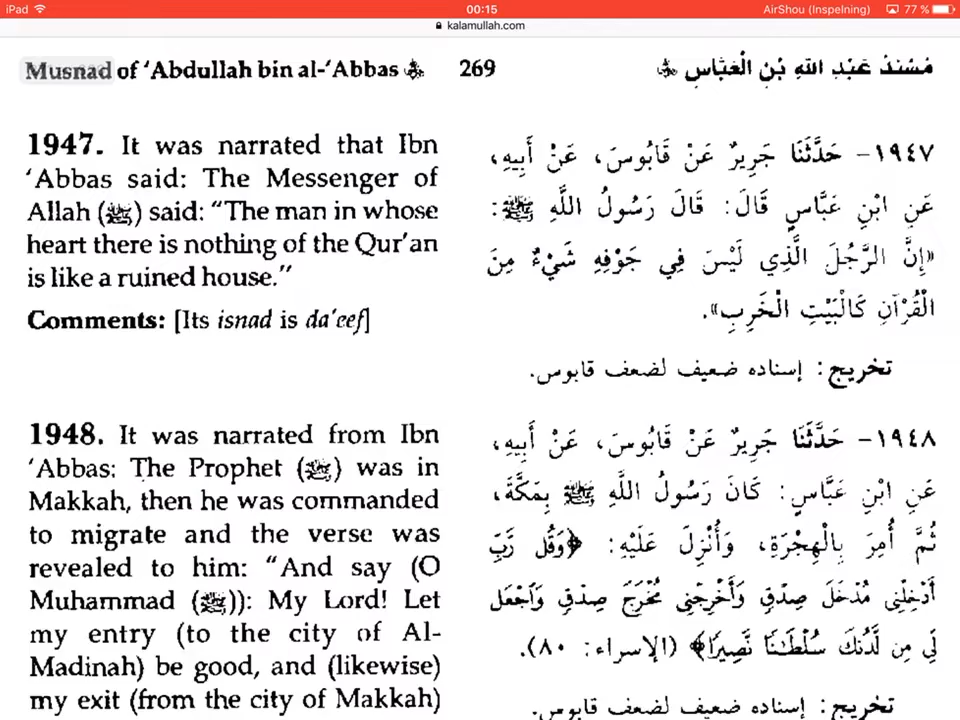 iPad 00:15 AirShou (Inspelning) 77 %
kalamullah.com
Musnad of ‘Abdullah bin al-‘Abbas 269 مُسْنَدُ عَبْدِ اللهِ بْنِ الْعَبَّاسِ
1947. It was narrated that Ibn
‘Abbas said: The Messenger of
Allah (ﷺ) said: “The man in whose
heart there is nothing of the Qur’an
is like a ruined house.”
Comments: [Its isnad is da‘eef]
1948. It was narrated from Ibn
‘Abbas: The Prophet (ﷺ) was in
Makkah, then he was commanded
to migrate and the verse was
revealed to him: “And say (O
Muhammad (ﷺ)): My Lord! Let
my entry (to the city of Al-
Madinah) be good, and (likewise)
my exit (from the city of Makkah)
١٩٤٧- حَدَّثَنَا جَرِيرٌ عَنْ قَابُوسَ، عَنْ أَبِيهِ،
عَنِ ابْنِ عَبَّاسٍ قَالَ: قَالَ رَسُولُ اللَّهِ ﷺ:
«إِنَّ الرَّجُلَ الَّذِي لَيْسَ فِي جَوْفِهِ شَيْءٌ مِنَ
الْقُرْآنِ كَالْبَيْتِ الْخَرِبِ».
تخريج: إسناده ضعيف لضعف قابوس.
١٩٤٨- حَدَّثَنَا جَرِيرٌ عَنْ قَابُوسَ، عَنْ أَبِيهِ،
عَنِ ابْنِ عَبَّاسٍ: كَانَ رَسُولُ اللَّهِ ﷺ بِمَكَّةَ،
ثُمَّ أُمِرَ بِالْهِجْرَةِ، وَأُنْزِلَ عَلَيْهِ: ﴿وَقُل رَّبِّ
أَدْخِلْنِى مُدْخَلَ صِدْقٍ وَأَخْرِجْنِى مُخْرَجَ صِدْقٍ وَٱجْعَل
لِّي مِن لَّدُنكَ سُلْطَـٰنًا نَّصِيرًا﴾ (الإسراء: ٨٠).
تخريج: إسناده ضعيف لضعف قابوس.